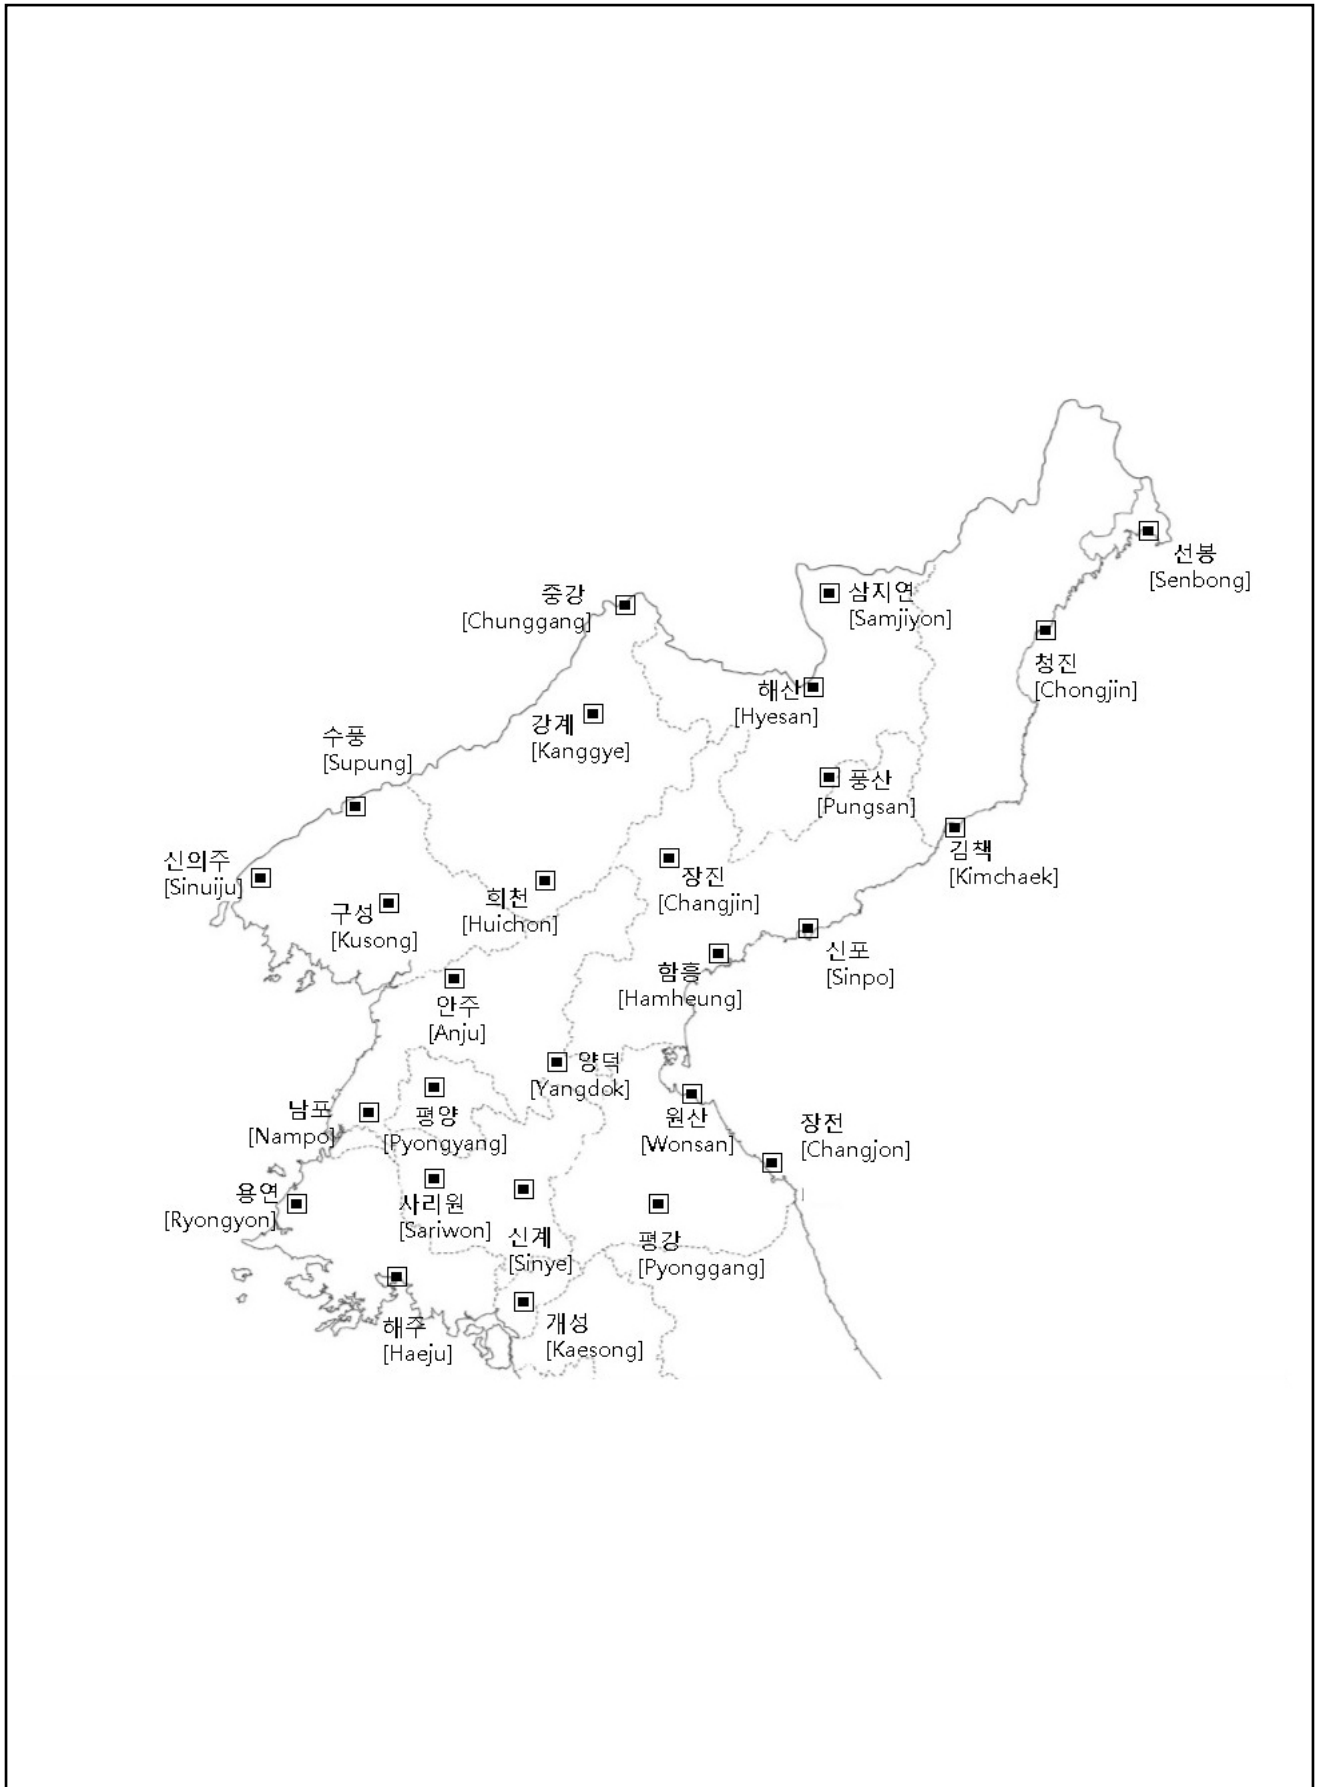 선봉
[Senbong]
중강
[Chunggang]
삼지연
[Samjiyon]
청진
[Chongjin]
해산
[Hyesan]
강계
[Kanggye]
수풍
[Supung]
풍산
[Pungsan]
김책
[Kimchaek]
신의주
[Sinuiju]
장진
[Changjin]
희천
[Huichon]
구성
[Kusong]
신포
[Sinpo]
함흥
[Hamheung]
안주
[Anju]
양덕
[Yangdok]
남포
[Nampo]
평양
[Pyongyang]
원산
[Wonsan]
장전
[Changjon]
용연
[Ryongyon]
사리원
[Sariwon]
신계
[Sinye]
평강
[Pyonggang]
해주
[Haeju]
개성
[Kaesong]